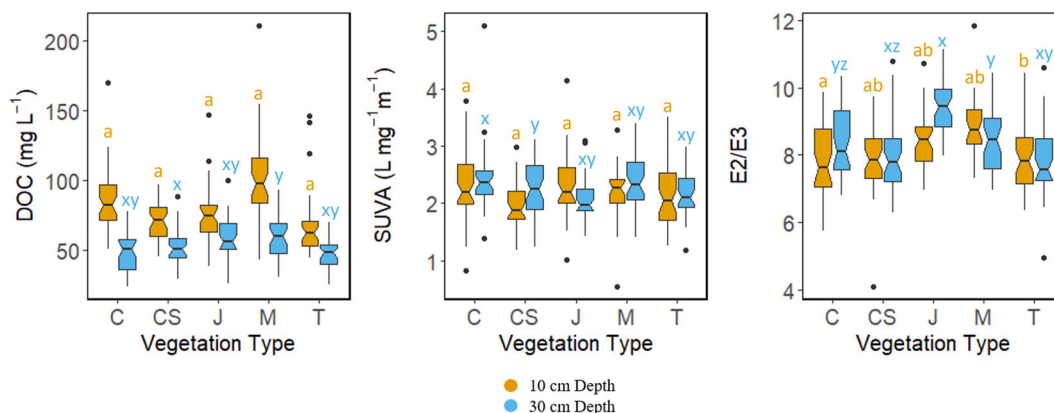 DOC (mg L⁻¹)
200
150
100
50
a
xy
a
x
a
xy
a
y
a
xy
C CS J M T
Vegetation Type
SUVA (L mg⁻¹m⁻¹)
5
4
3
2
1
a
x
a
y
a
xy
a
xy
a
xy
C CS J M T
Vegetation Type
E2/E3
12
10
8
6
4
a
yz
ab
xz
ab
x
ab
y
b
xy
C CS J M T
Vegetation Type
10 cm Depth
30 cm Depth